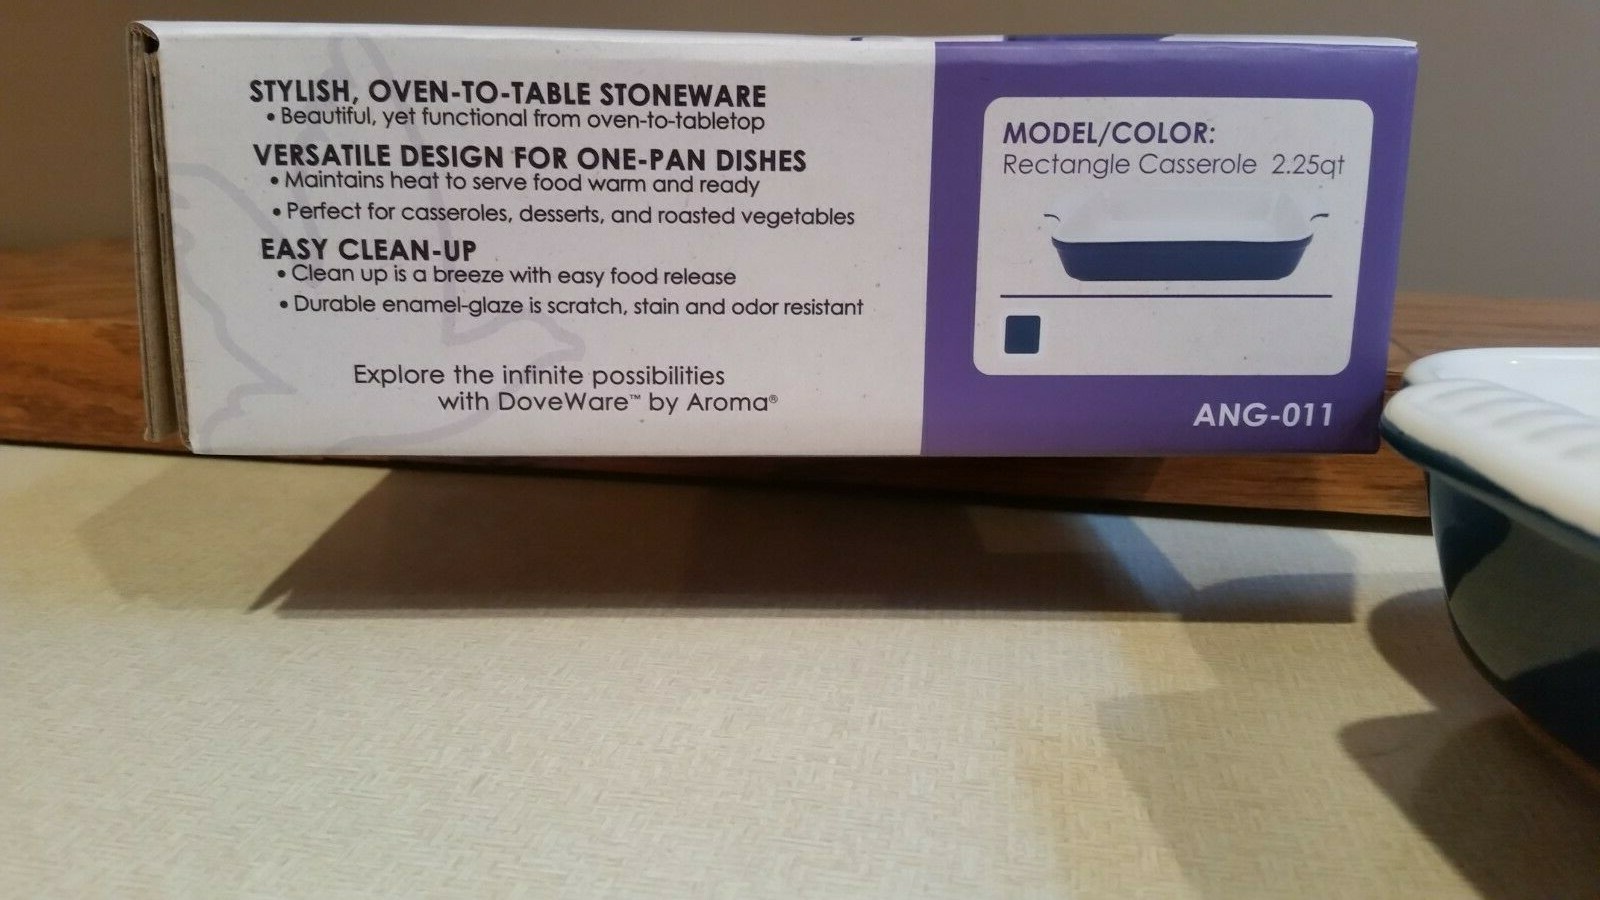 STYLISH, OVEN-TO-TABLE STONEWARE
• Beautiful, yet functional from oven-to-tabletop
VERSATILE DESIGN FOR ONE-PAN DISHES
• Maintains heat to serve food warm and ready
• Perfect for casseroles, desserts, and roasted vegetables
EASY CLEAN-UP
• Clean up is a breeze with easy food release
• Durable enamel-glaze is scratch, stain and odor resistant
Explore the infinite possibilities
with DoveWare™ by Aroma®
MODEL/COLOR:
Rectangle Casserole 2.25qt
ANG-011